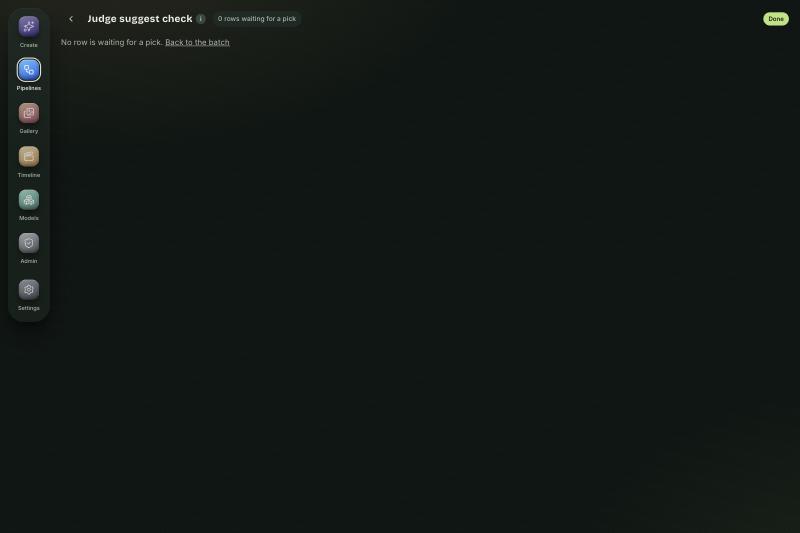 Judge suggest check
0 rows waiting for a pick
Done
No row is waiting for a pick. Back to the batch
Create
Pipelines
Gallery
Timeline
Models
Admin
Settings